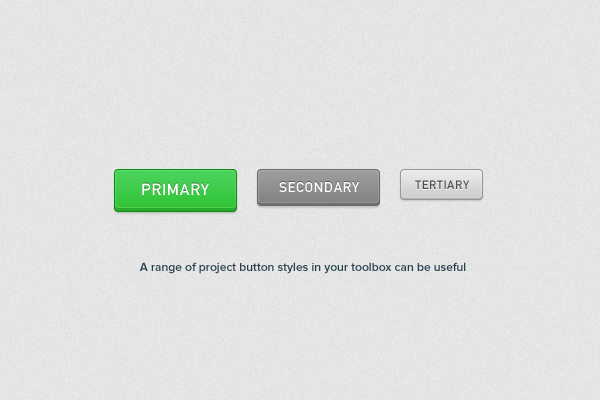 PRIMARY SECONDARY TERTIARY
A range of project button styles in your toolbox can be useful